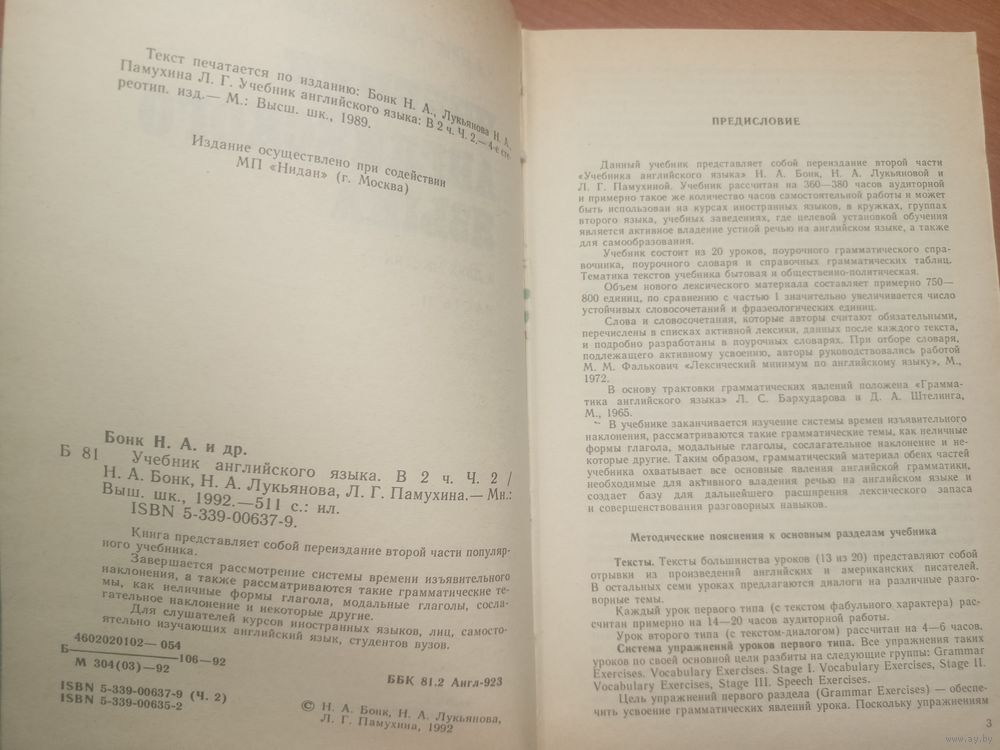 Текст печатается по изданию: Бонк Н. А., Лукьянова Н. А.
Памухина Л. Г. Учебник английского языка: В 2 ч. Ч. 2.— 4-е сте-
реотип. изд.— М.: Высш. шк., 1989.
Издание осуществлено при содействии
МП «Нидан» (г. Москва)
Бонк Н. А. и др.
Б 81 Учебник английского языка. В 2 ч. Ч. 2 /
Н. А. Бонк, Н. А. Лукьянова, Л. Г. Памухина.— Мн.:
Выш. шк., 1992.—511 с.: ил.
ISBN 5-339-00637-9.
Книга представляет собой переиздание второй части популяр-
ного учебника.
Завершается рассмотрение системы времени изъявительного
наклонения, а также рассматриваются такие грамматические те-
мы, как неличные формы глагола, модальные глаголы, сосла-
гательное наклонение и некоторые другие.
Для слушателей курсов иностранных языков, лиц, самосто-
ятельно изучающих английский язык, студентов вузов.
4602020102— 054
Б————————106—92
М 304(03)—92
ББК 81.2 Англ-923
ISBN 5-339-00637-9 (Ч. 2)
ISBN 5-339-00635-2
© Н. А. Бонк, Н. А. Лукьянова,
Л. Г. Памухина, 1992
ПРЕДИСЛОВИЕ
Данный учебник представляет собой переиздание второй части
«Учебника английского языка» Н. А. Бонк, Н. А. Лукьяновой и
Л. Г. Памухиной. Учебник рассчитан на 360—380 часов аудиторной
и примерно такое же количество часов самостоятельной работы и может
быть использован на курсах иностранных языков, в кружках, группах
второго языка, учебных заведениях, где целевой установкой обучения
является активное владение устной речью на английском языке, а также
для самообразования.
Учебник состоит из 20 уроков, поурочного грамматического спра-
вочника, поурочного словаря и справочных грамматических таблиц.
Тематика текстов учебника бытовая и общественно-политическая.
Объем нового лексического материала составляет примерно 750—
800 единиц, по сравнению с частью 1 значительно увеличивается число
устойчивых словосочетаний и фразеологических единиц.
Слова и словосочетания, которые авторы считают обязательными,
перечислены в списках активной лексики, данных после каждого текста,
и подробно разработаны в поурочных словарях. При отборе словаря,
подлежащего активному усвоению, авторы руководствовались работой
М. М. Фалькович «Лексический минимум по английскому языку», М.,
1972.
В основу трактовки грамматических явлений положена «Грамма-
тика английского языка» Л. С. Бархударова и Д. А. Штелинга,
М., 1965.
В учебнике заканчивается изучение системы времен изъявительного
наклонения, рассматриваются такие грамматические темы, как неличные
формы глагола, модальные глаголы, сослагательное наклонение и не-
которые другие. Таким образом, грамматический материал обеих частей
учебника охватывает все основные явления английской грамматики,
необходимые для активного владения речью на английском языке и
создает базу для дальнейшего расширения лексического запаса
и совершенствования разговорных навыков.
Методические пояснения к основным разделам учебника
Тексты. Тексты большинства уроков (13 из 20) представляют собой
отрывки из произведений английских и американских писателей.
В остальных семи уроках предлагаются диалоги на различные разго-
ворные темы.
Каждый урок первого типа (с текстом фабульного характера) рас-
считан примерно на 14—20 часов аудиторной работы.
Урок второго типа (с текстом-диалогом) рассчитан на 4—6 часов.
Система упражнений уроков первого типа. Все упражнения таких
уроков по своей основной цели разбиты на следующие группы: Grammar
Exercises. Vocabulary Exercises, Stage I. Vocabulary Exercises, Stage II.
Vocabulary Exercises, Stage III. Speech Exercises.
Цель упражнений первого раздела (Grammar Exercises) — обеспе-
чить усвоение грамматических явлений урока. Поскольку упражнениям
3
www.ay.by